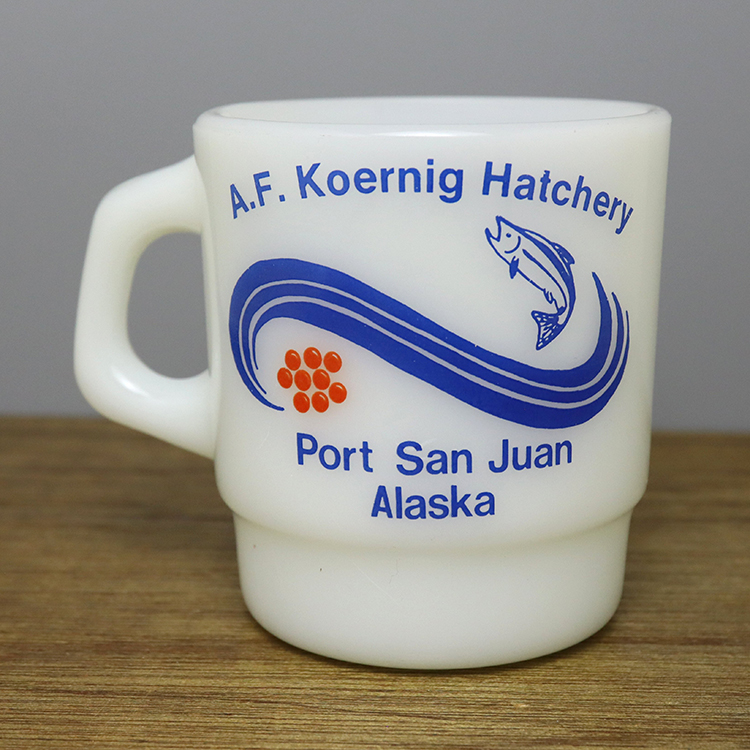 A.F. Koernig Hatchery
Port San Juan
Alaska